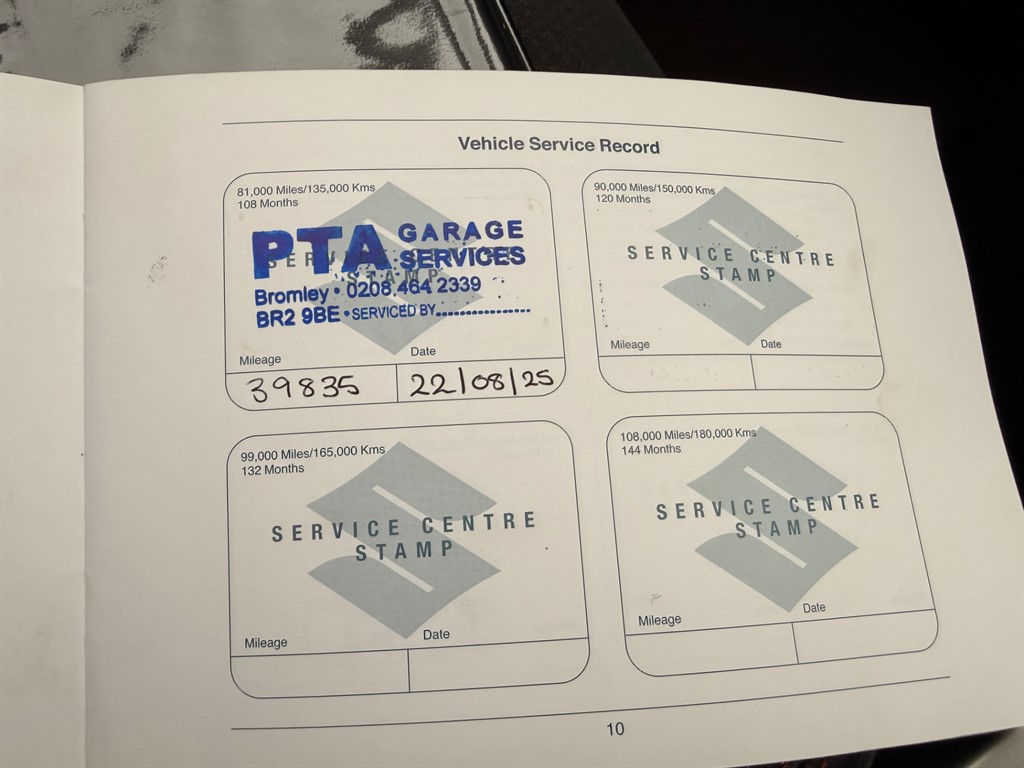 Vehicle Service Record
81,000 Miles/135,000 Kms
108 Months
SERVICE CENTRE
STAMP
PTA GARAGE
SERVICES
Bromley • 0208 464 2339
BR2 9BE • SERVICED BY..................
Mileage Date
39835 22/08/25
90,000 Miles/150,000 Kms
120 Months
SERVICE CENTRE
STAMP
Mileage Date
99,000 Miles/165,000 Kms
132 Months
SERVICE CENTRE
STAMP
Mileage Date
108,000 Miles/180,000 Kms
144 Months
SERVICE CENTRE
STAMP
Mileage Date
10